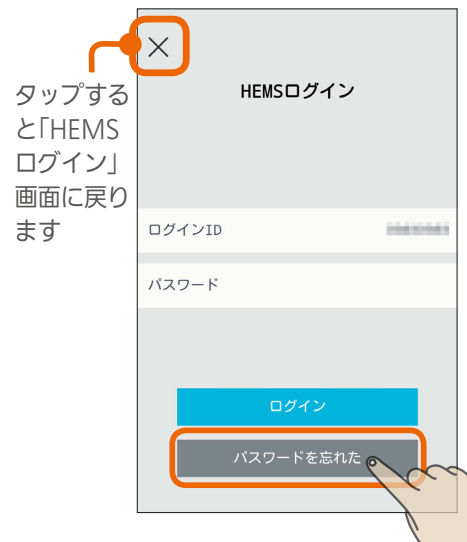 タップする
と「HEMS
ログイン」
画面に戻り
ます
HEMSログイン
ログインID
パスワード
ログイン
パスワードを忘れた